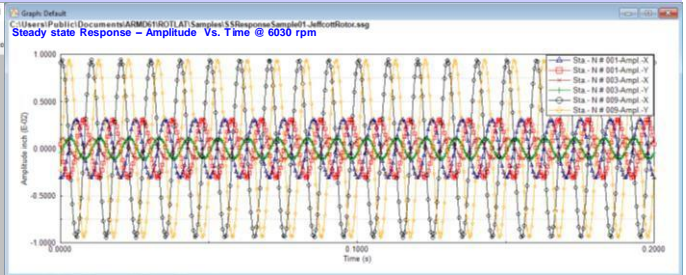 Graph: Default
C:\Users\Public\Documents\ARMD61\ROTLAT\Samples\SSResponseSample01-JeffcottRotor.ssg
Steady state Response – Amplitude Vs. Time @ 6030 rpm
1.0000
0.5000
0.0000
-0.5000
-1.0000
Amplitude inch (E-02)
Sta.- N # 001-Ampl.-X
Sta.- N # 001-Ampl.-Y
Sta.- N # 003-Ampl.-X
Sta.- N # 003-Ampl.-Y
Sta.- N # 009-Ampl.-X
Sta.- N # 009-Ampl.-Y
0.0000
0.1000
0.2000
Time (s)